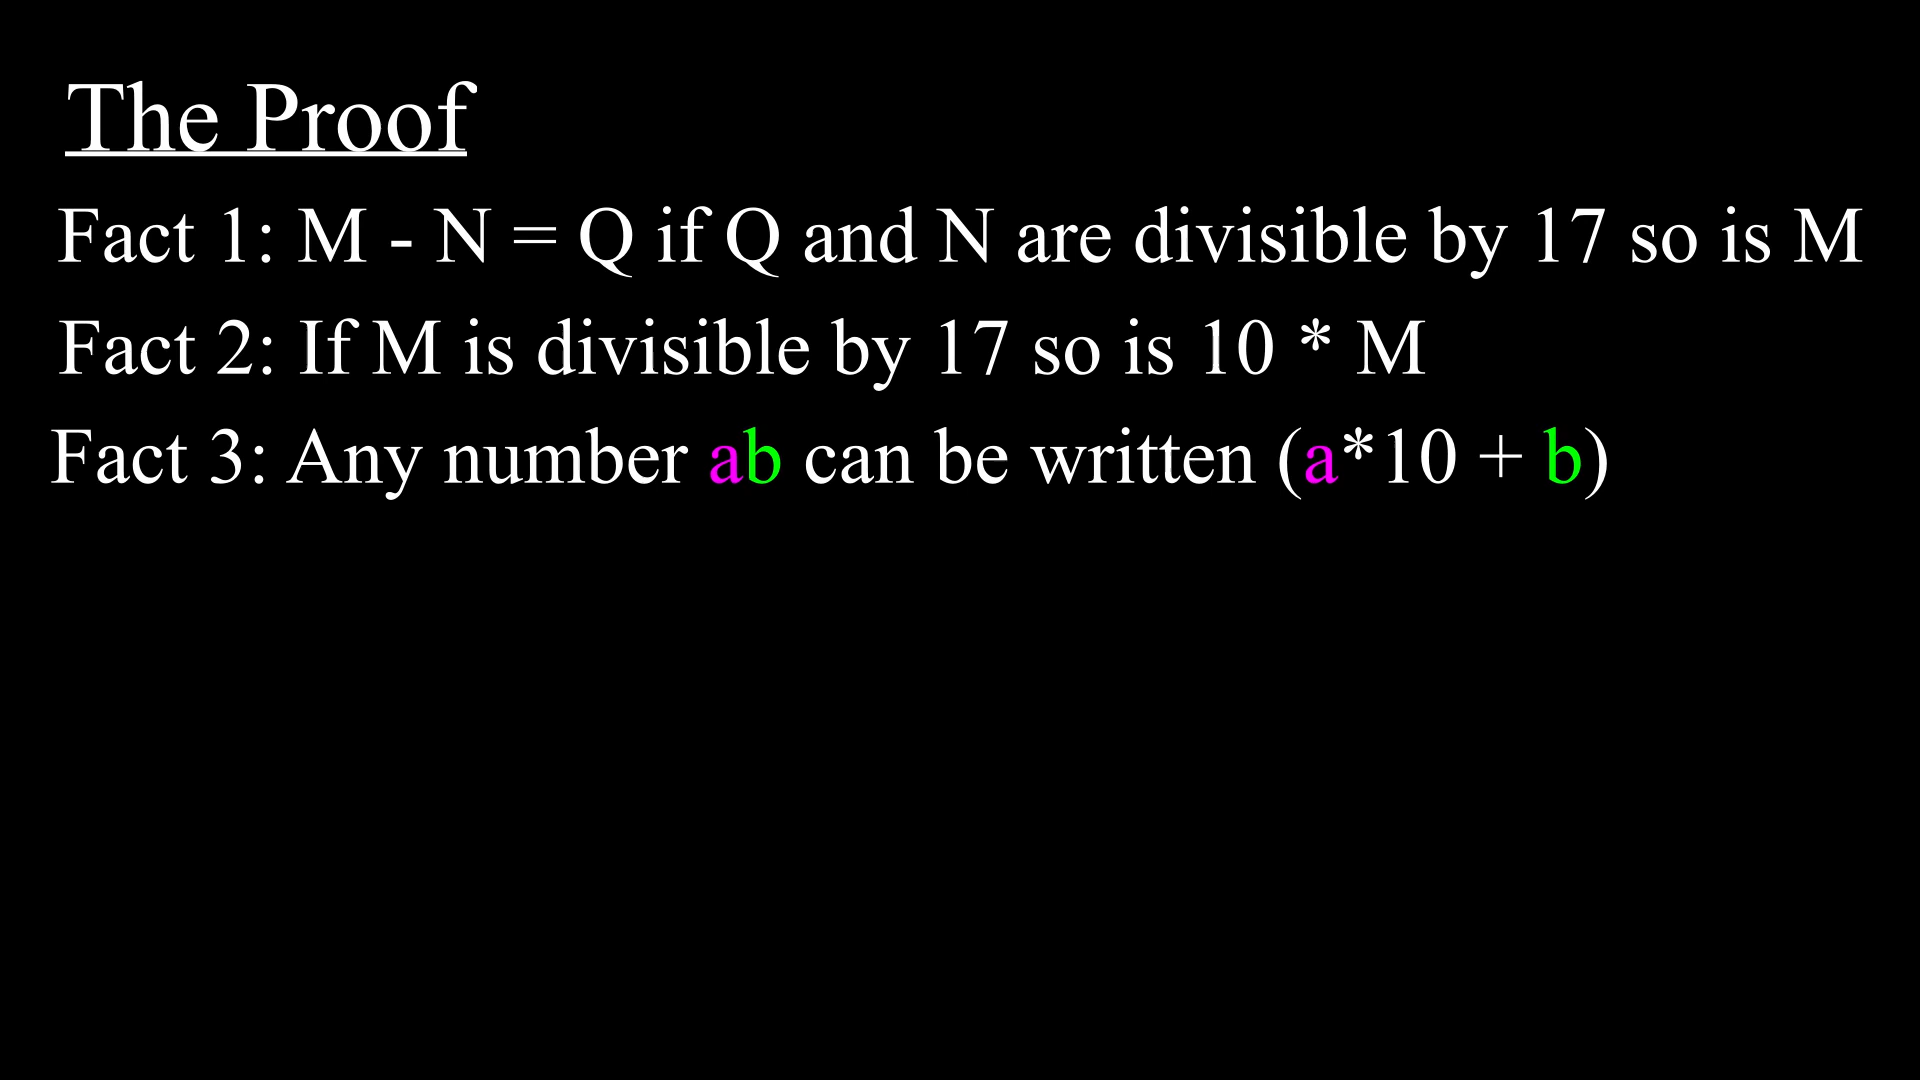 The Proof
Fact 1: M - N = Q if Q and N are divisible by 17 so is M
Fact 2: If M is divisible by 17 so is 10 * M
Fact 3: Any number ab can be written (a*10 + b)